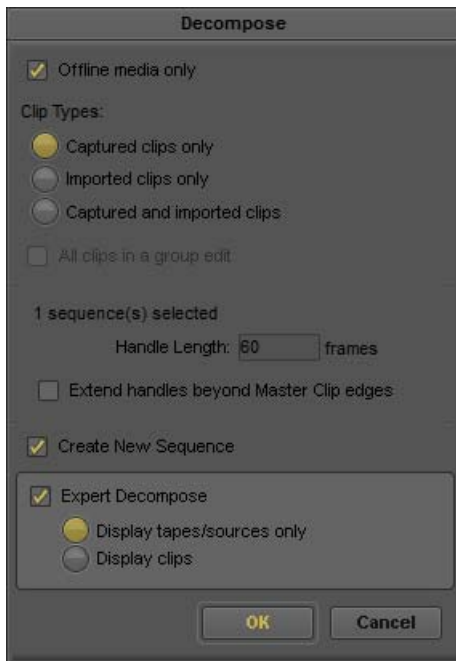 Decompose
Offline media only
Clip Types:
Captured clips only
Imported clips only
Captured and imported clips
All clips in a group edit
1 sequence(s) selected
Handle Length: 60 frames
Extend handles beyond Master Clip edges
Create New Sequence
Expert Decompose
Display tapes/sources only
Display clips
OK Cancel